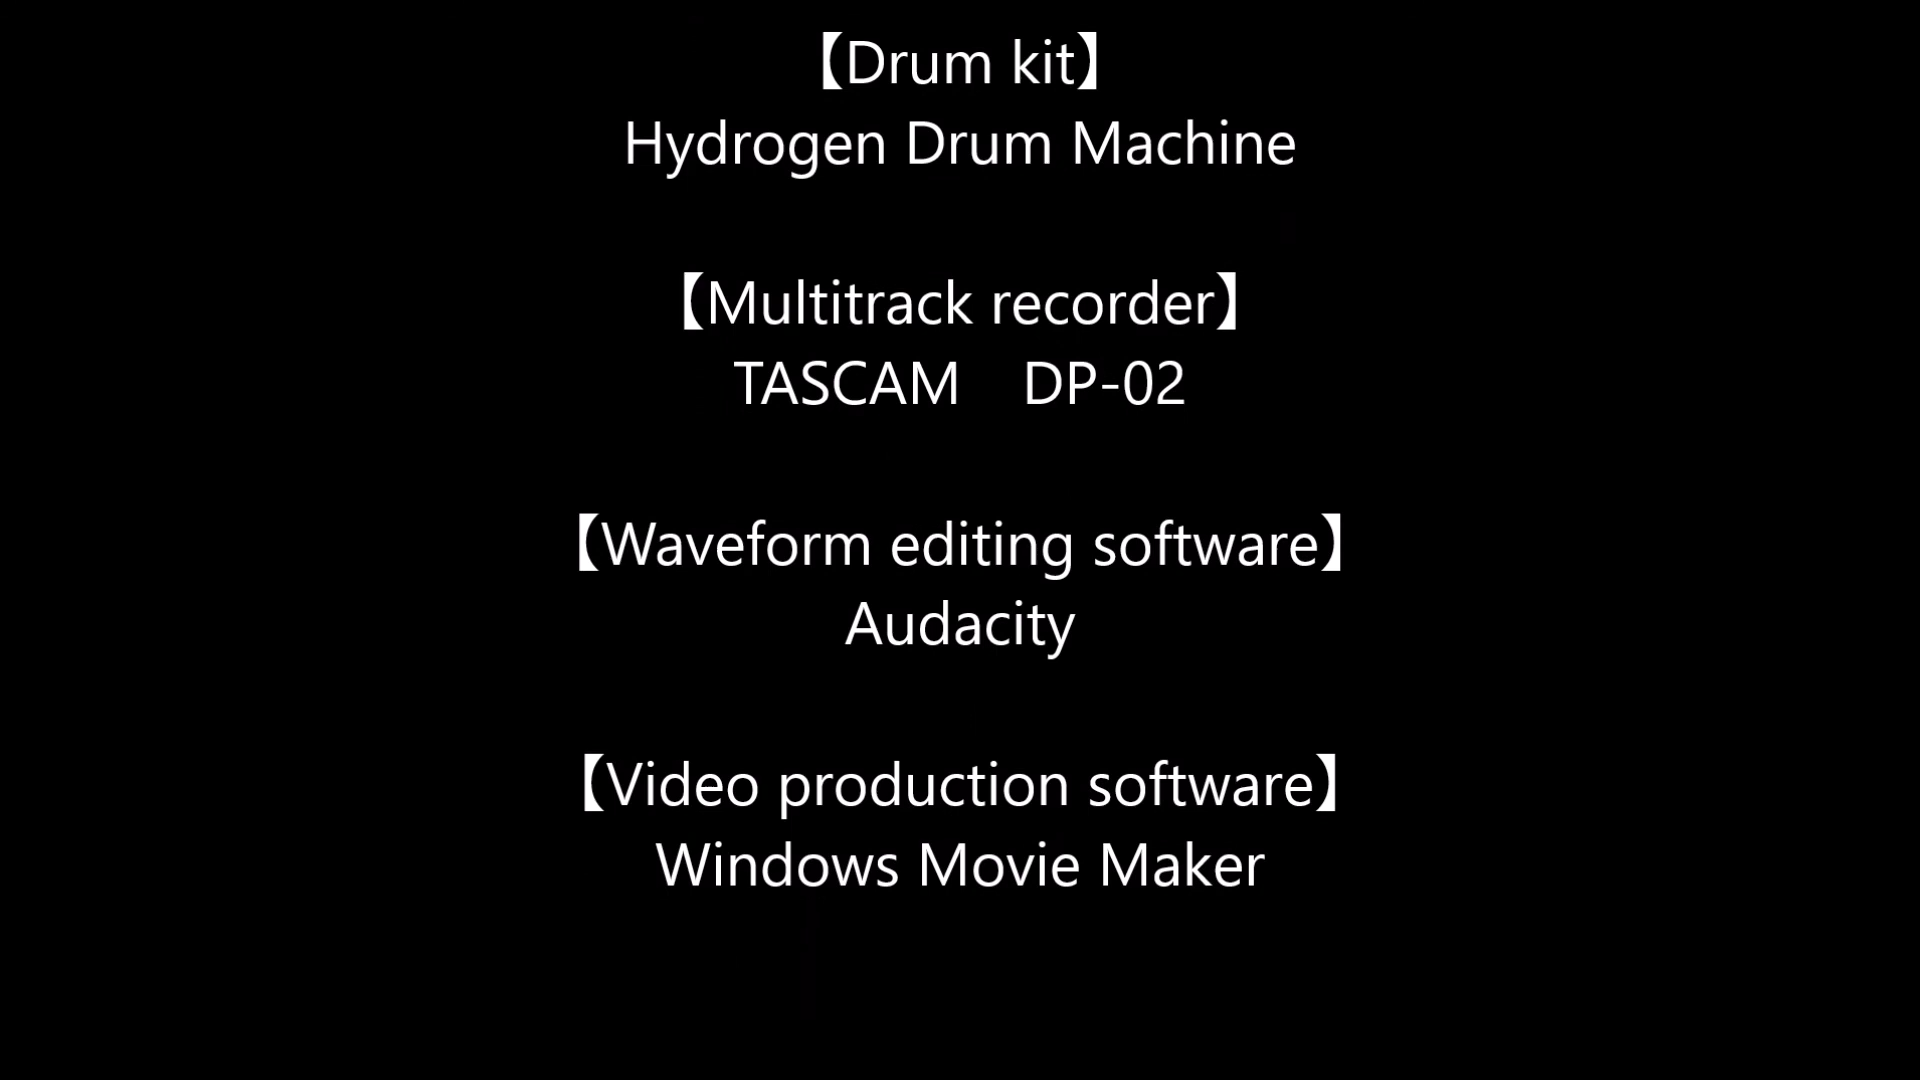 【Drum kit】
Hydrogen Drum Machine
【Multitrack recorder】
TASCAM　DP-02
【Waveform editing software】
Audacity
【Video production software】
Windows Movie Maker